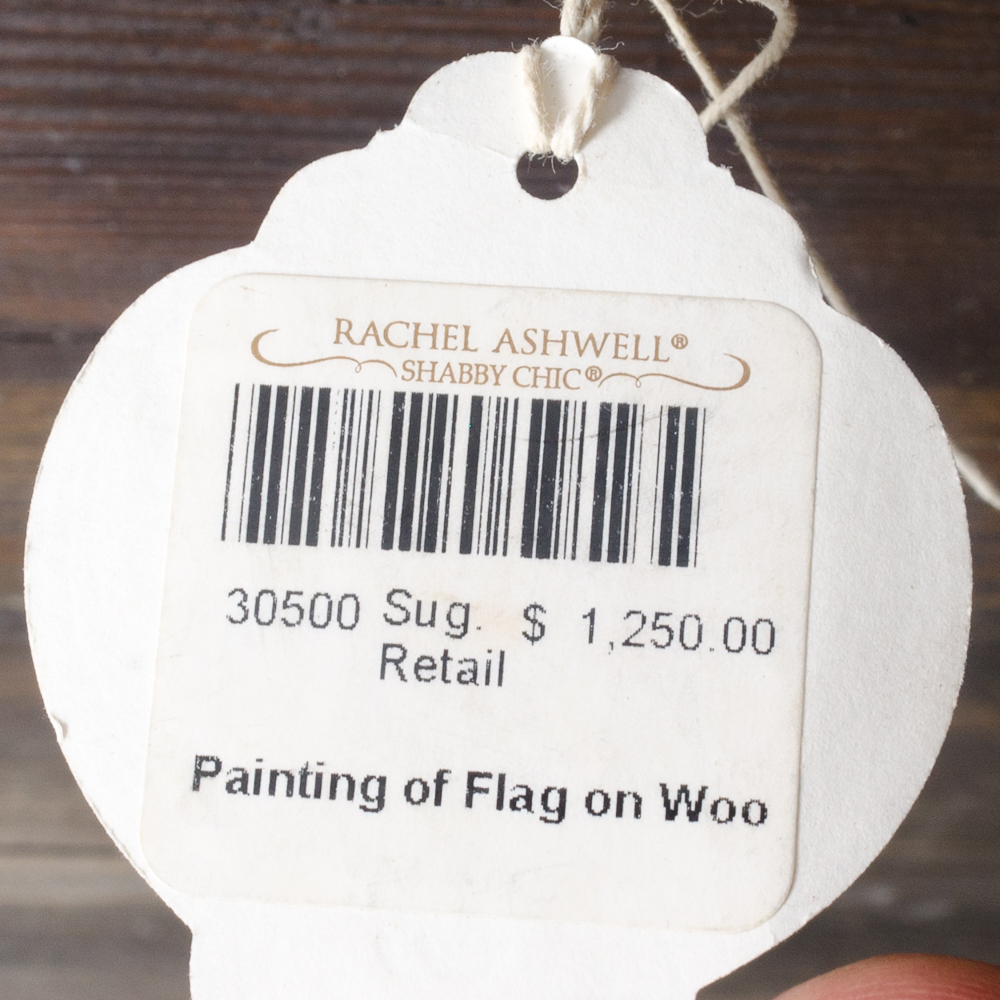 RACHEL ASHWELL®
SHABBY CHIC®
30500 Sug. $ 1,250.00
Retail
Painting of Flag on Woo